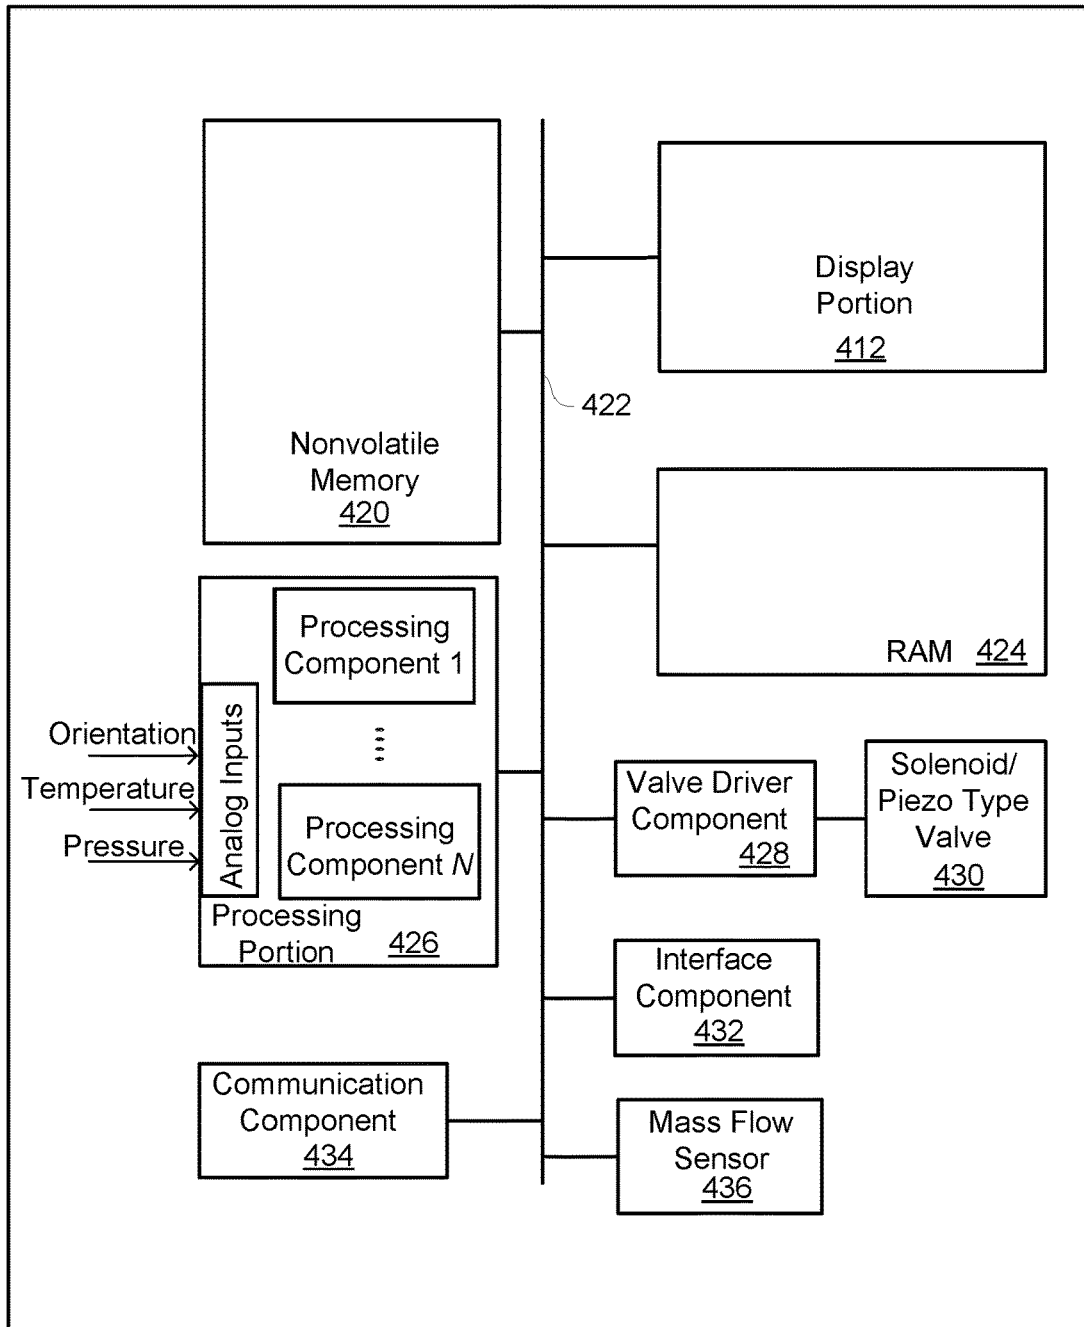 Display
Portion
412
422
Nonvolatile
Memory
420
RAM 424
Processing
Component 1
Analog Inputs
Orientation
Temperature
Pressure
Processing
Component N
Processing
Portion 426
Valve Driver
Component
428
Solenoid/
Piezo Type
Valve
430
Interface
Component
432
Communication
Component
434
Mass Flow
Sensor
436